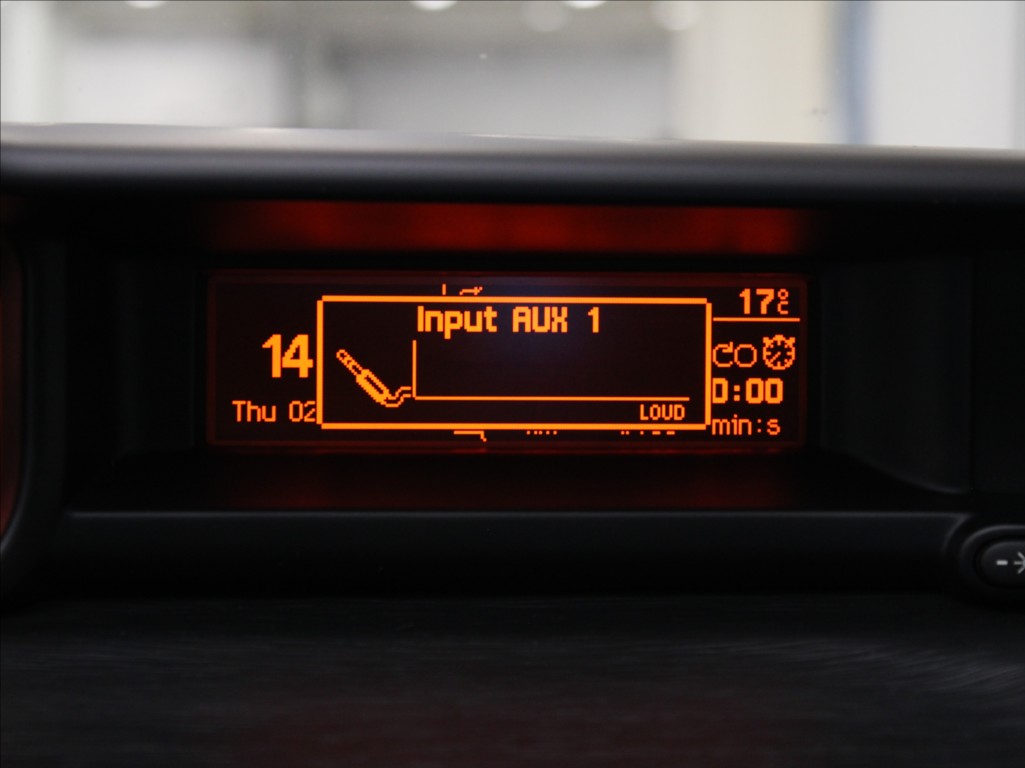 17°C
Input AUX 1
14
0:00
Thu 02
LOUD
min:s